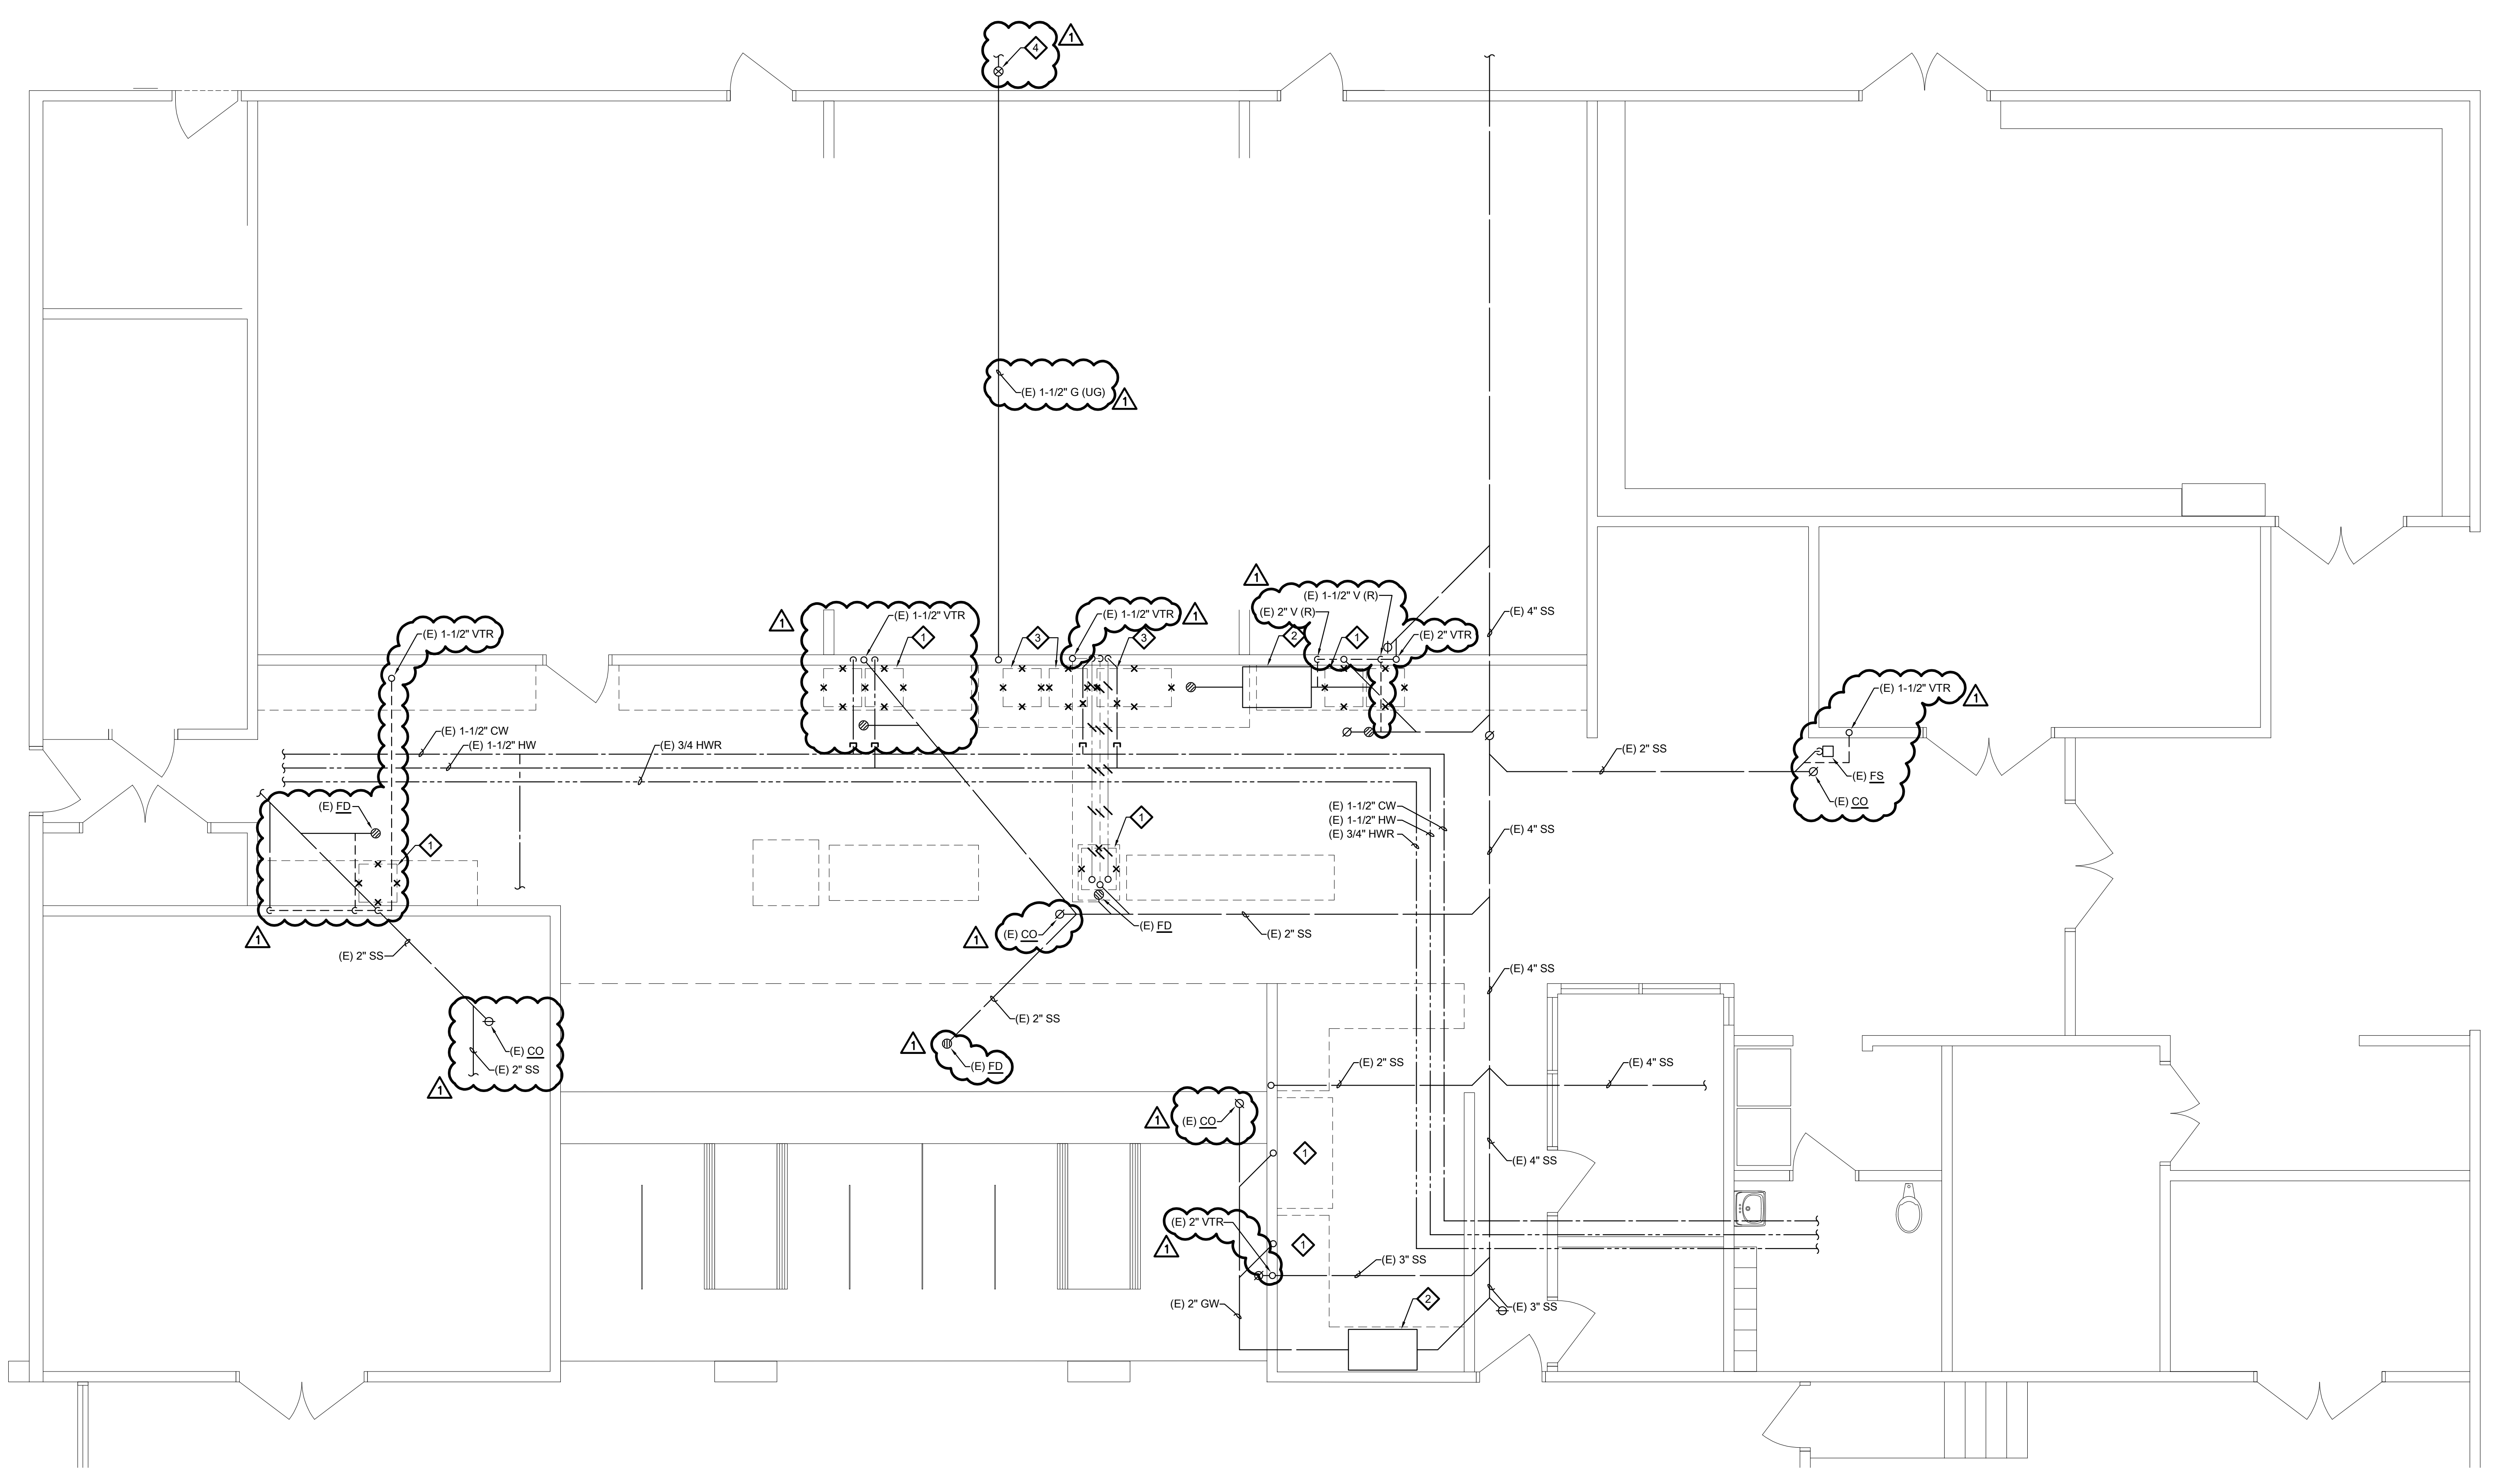 4
1
(E) 1-1/2" G (UG)
1
1
(E) 1-1/2" V (R)
(E) 2" V (R)
(E) 4" SS
1
(E) 1-1/2" VTR
1
3
(E) 1-1/2" VTR
3
1
2
1
(E) 2" VTR
(E) 1-1/2" VTR
(E) 1-1/2" VTR
1
(E) 1-1/2" CW
(E) 1-1/2" HW
(E) 3/4 HWR
(E) 2" SS
(E) FS
(E) CO
(E) FD
1
(E) 1-1/2" CW
(E) 1-1/2" HW
(E) 3/4" HWR
1
(E) 4" SS
1
(E) 2" SS
1
(E) CO
(E) FD
(E) 2" SS
(E) 4" SS
(E) CO
(E) 2" SS
1
(E) 2" SS
1
(E) FD
(E) 2" SS
(E) 4" SS
1
(E) CO
1
(E) 4" SS
(E) 2" VTR
1
1
(E) 3" SS
(E) 2" GW
2
(E) 3" SS